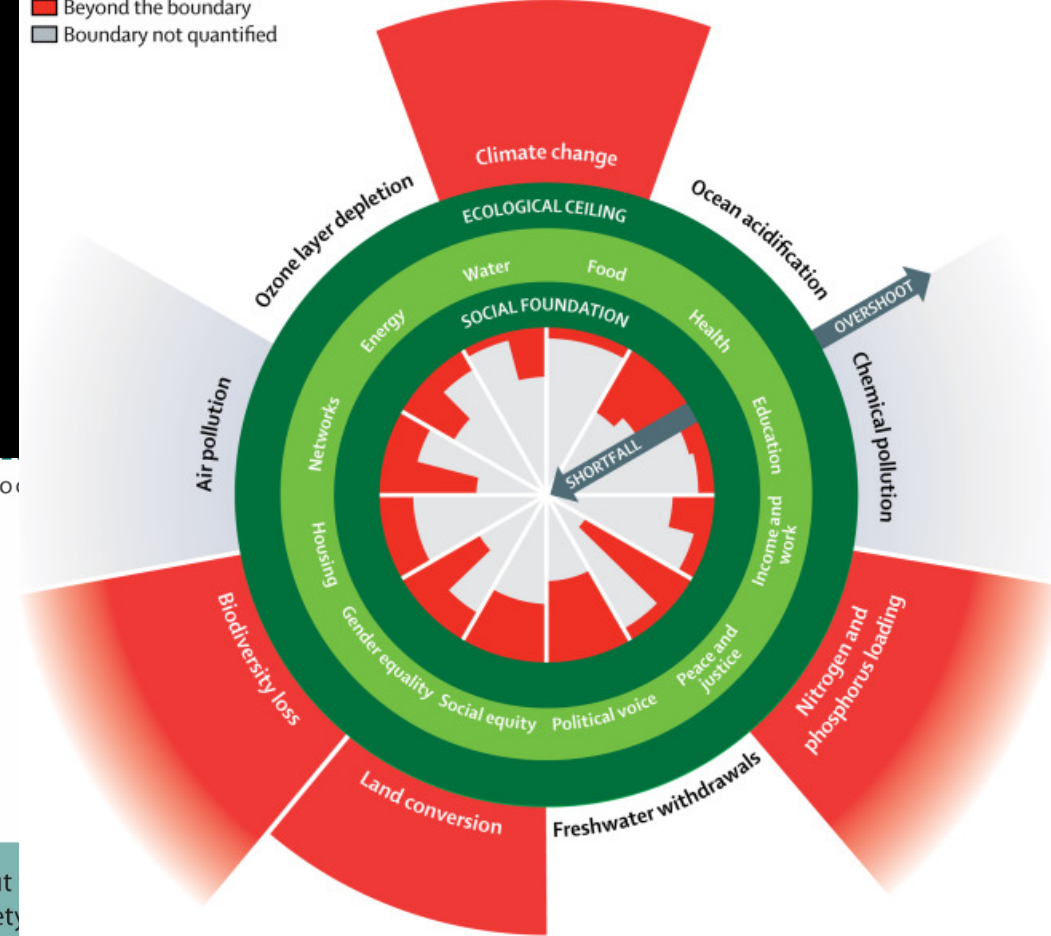 Beyond the boundary
Boundary not quantified
Climate change
Ozone layer depletion
Ocean acidification
ECOLOGICAL CEILING
Water
Food
Energy
Health
SOCIAL FOUNDATION
OVERSHOOT
Air pollution
Networks
Education
Chemical pollution
SHORTFALL
Housing
Income and
work
Biodiversity loss
Gender equality
Social equity
Political voice
Peace and
justice
Nitrogen and
phosphorus loading
Land conversion
Freshwater withdrawals